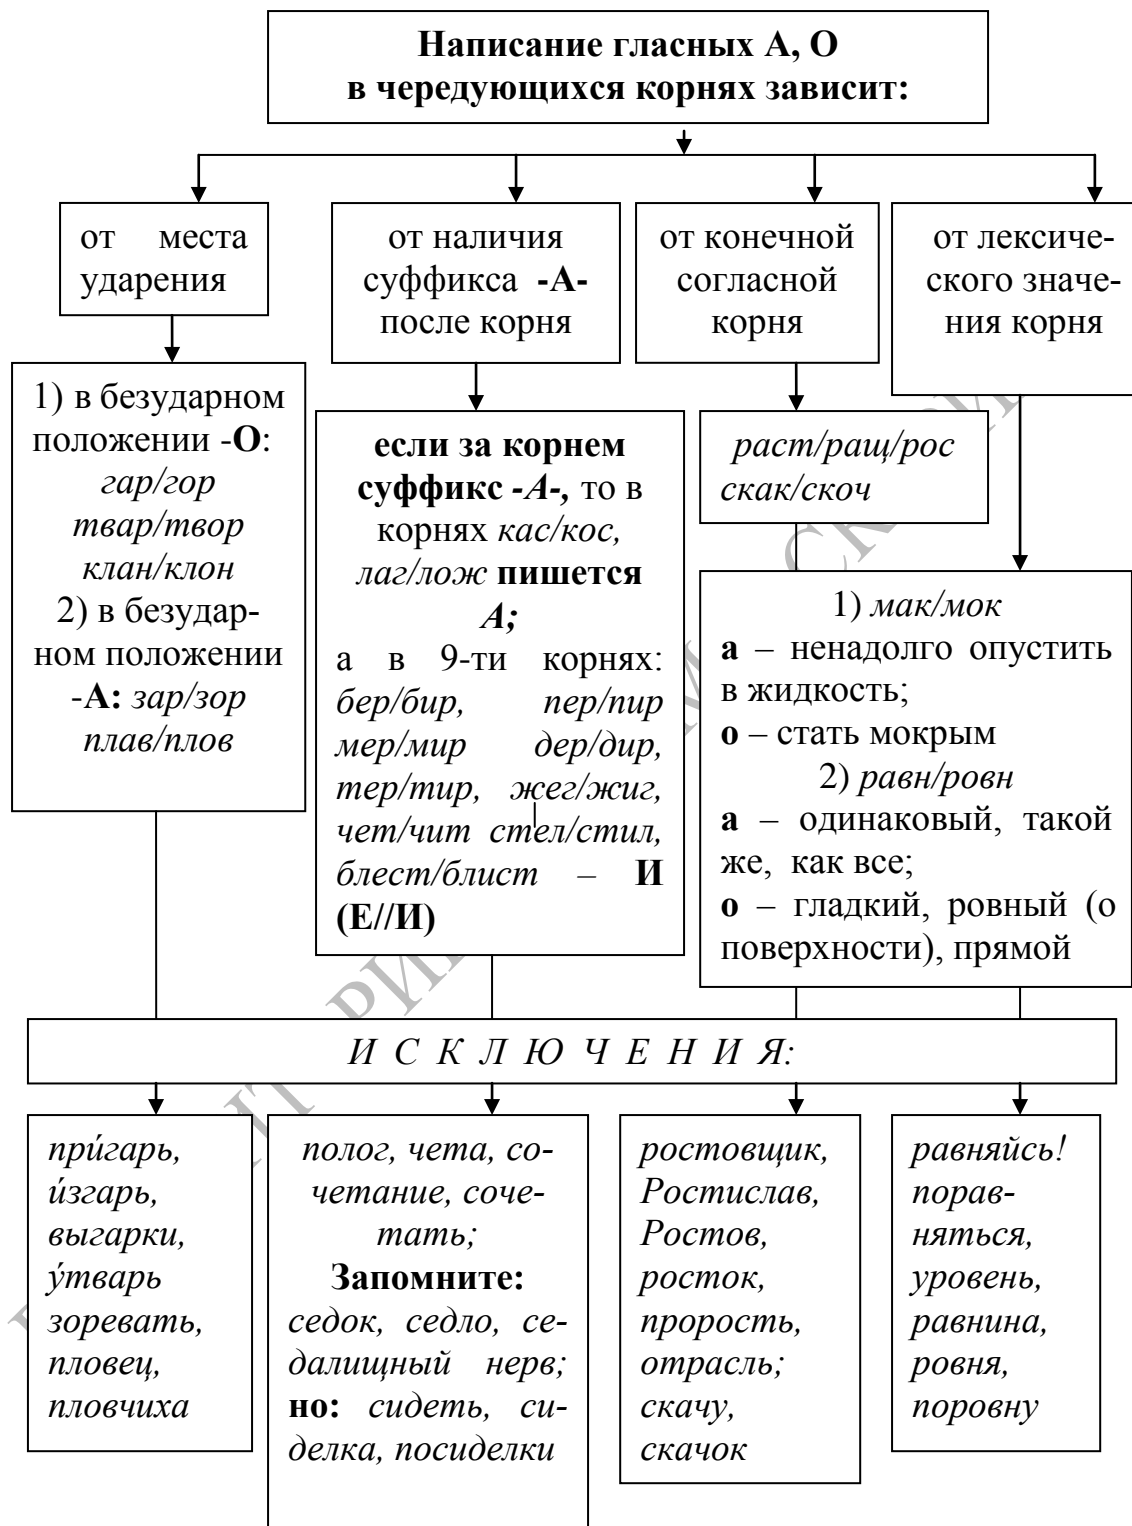 Написание гласных А, О
в чередующихся корнях зависит:
от места
ударения
от наличия
суффикса -А-
после корня
от конечной
согласной
корня
от лексиче-
ского значе-
ния корня
1) в безударном
положении -О:
гар/гор
твар/твор
клан/клон
2) в безудар-
ном положении
-А: зар/зор
плав/плов
если за корнем
суффикс -А-, то в
корнях кас/кос,
лаг/лож пишется
А;
а в 9-ти корнях:
бер/бир, пер/пир
мер/мир дер/дир,
тер/тир, жег/жиг,
чет/чит стел/стил,
блест/блист – И
(Е//И)
раст/ращ/рос
скак/скоч
1) мак/мок
а – ненадолго опустить
в жидкость;
о – стать мокрым
2) равн/ровн
а – одинаковый, такой
же, как все;
о – гладкий, ровный (о
поверхности), прямой
ИСКЛЮЧЕНИЯ:
при́гарь,
и́згарь,
выгарки,
у́тварь
зоревать,
пловец,
пловчиха
полог, чета, со-
четание, соче-
тать;
Запомните:
седок, седло, се-
далищный нерв;
но: сидеть, си-
делка, посиделки
ростовщик,
Ростислав,
Ростов,
росток,
прорость,
отрасль;
скачу,
скачок
равняйсь!
порав-
няться,
уровень,
равнина,
ровня,
поровну